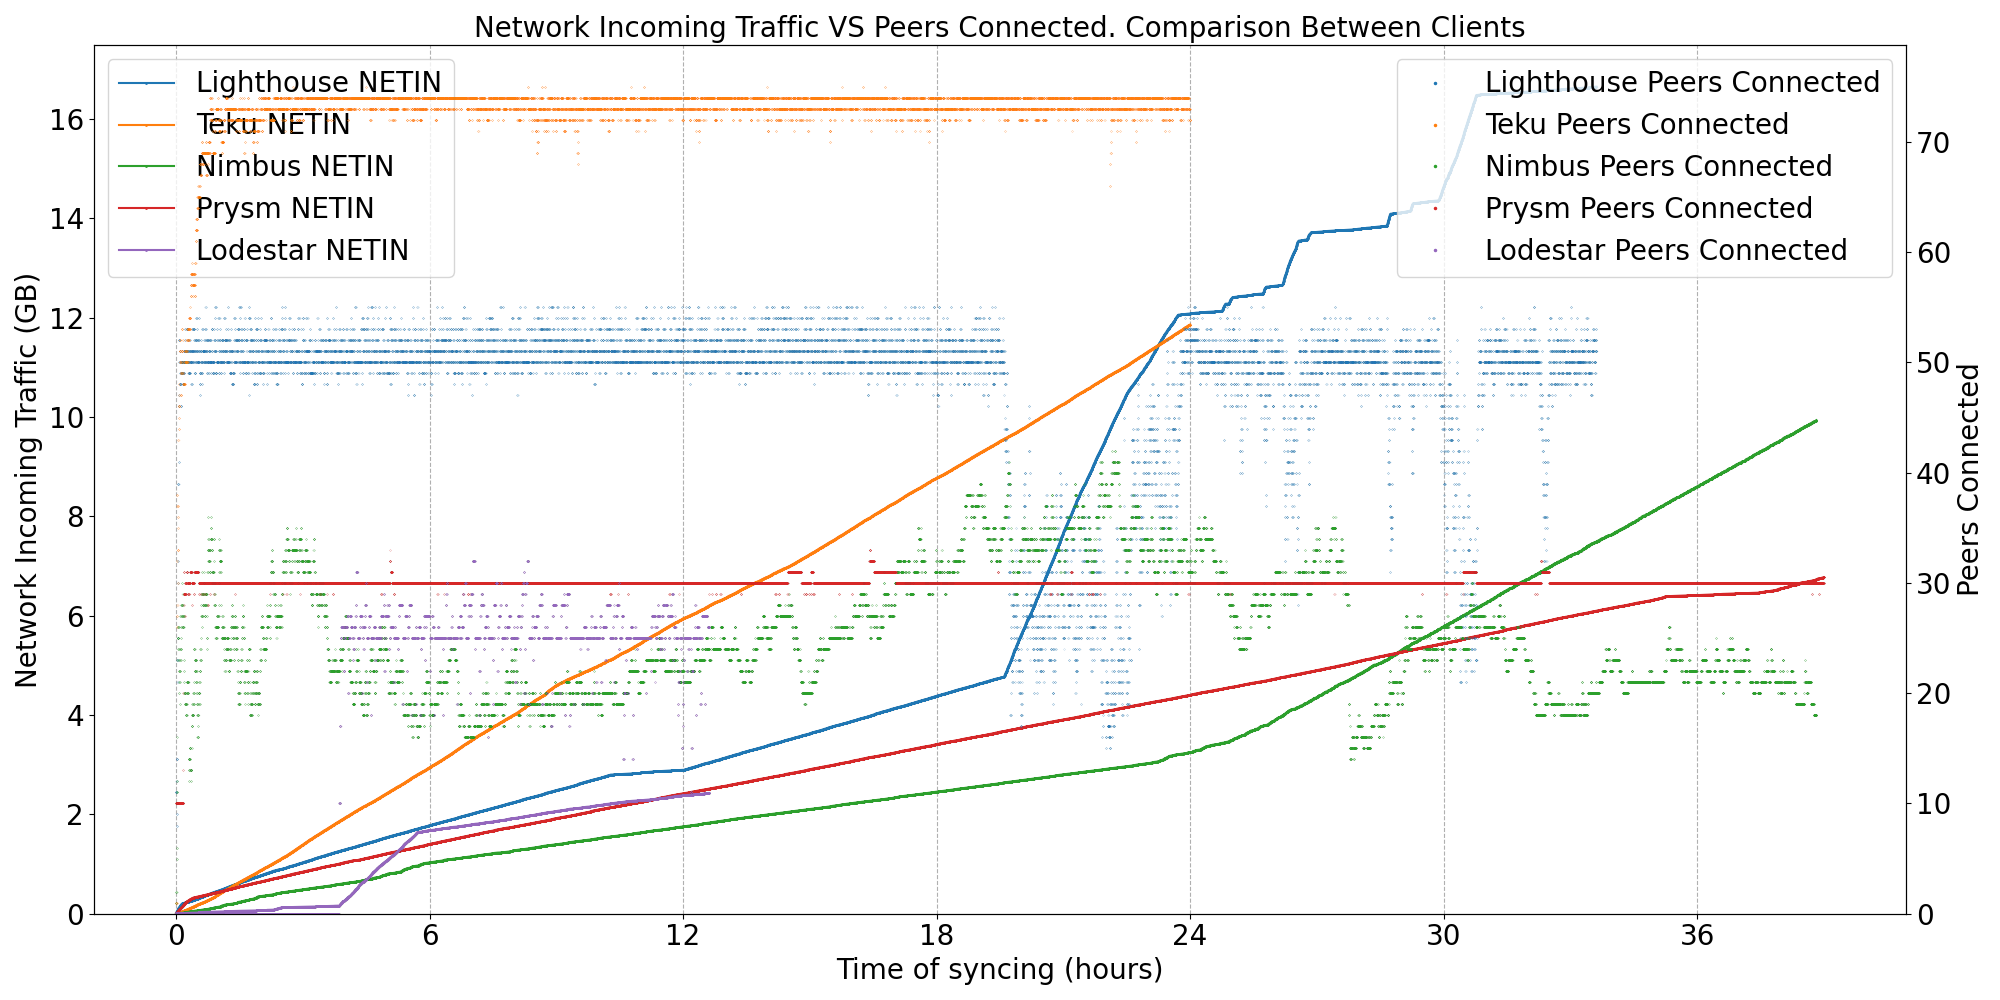 Network Incoming Traffic VS Peers Connected. Comparison Between Clients
Lighthouse NETIN
Teku NETIN
Nimbus NETIN
Prysm NETIN
Lodestar NETIN
Lighthouse Peers Connected
Teku Peers Connected
Nimbus Peers Connected
Prysm Peers Connected
Lodestar Peers Connected
Network Incoming Traffic (GB)
16
14
12
10
8
6
4
2
0
70
60
50
40
30
20
10
0
Peers Connected
0 6 12 18 24 30 36
Time of syncing (hours)